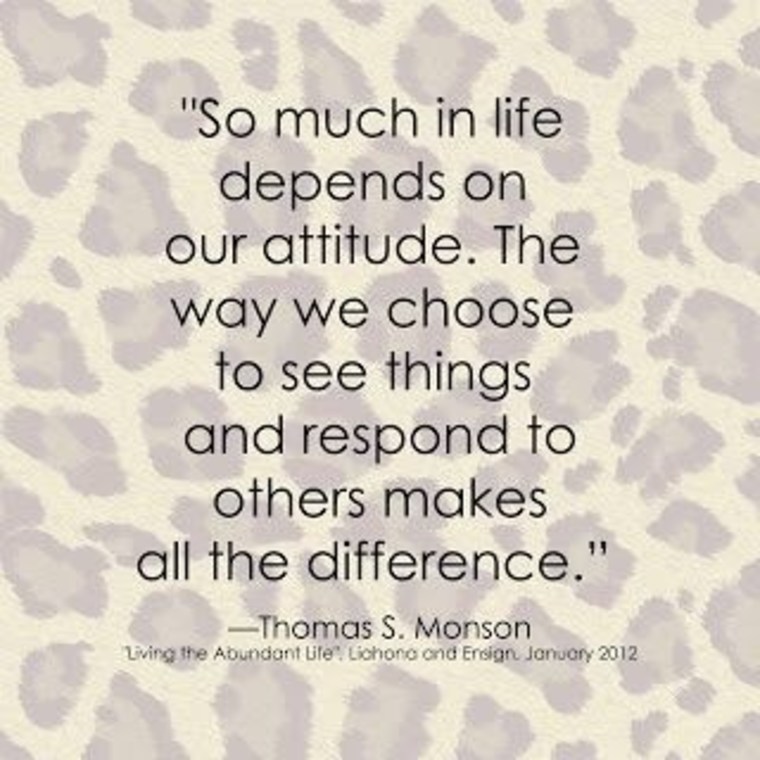 "So much in life
depends on
our attitude. The
way we choose
to see things
and respond to
others makes
all the difference.”
—Thomas S. Monson
"Living the Abundant Life", Liahona and Ensign, January 2012